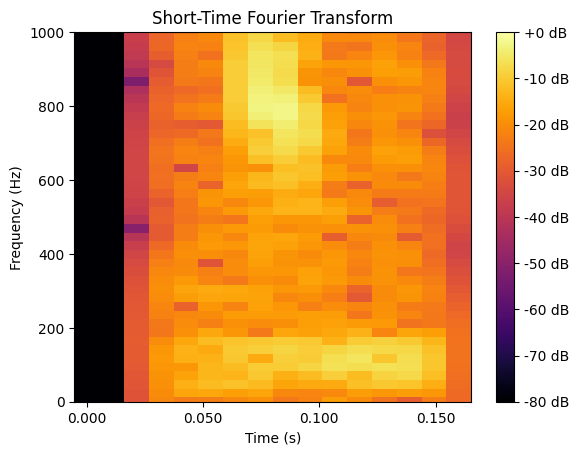 Short-Time Fourier Transform
1000
800
600
400
200
0
Frequency (Hz)
0.000
0.050
0.100
0.150
Time (s)
+0 dB
-10 dB
-20 dB
-30 dB
-40 dB
-50 dB
-60 dB
-70 dB
-80 dB